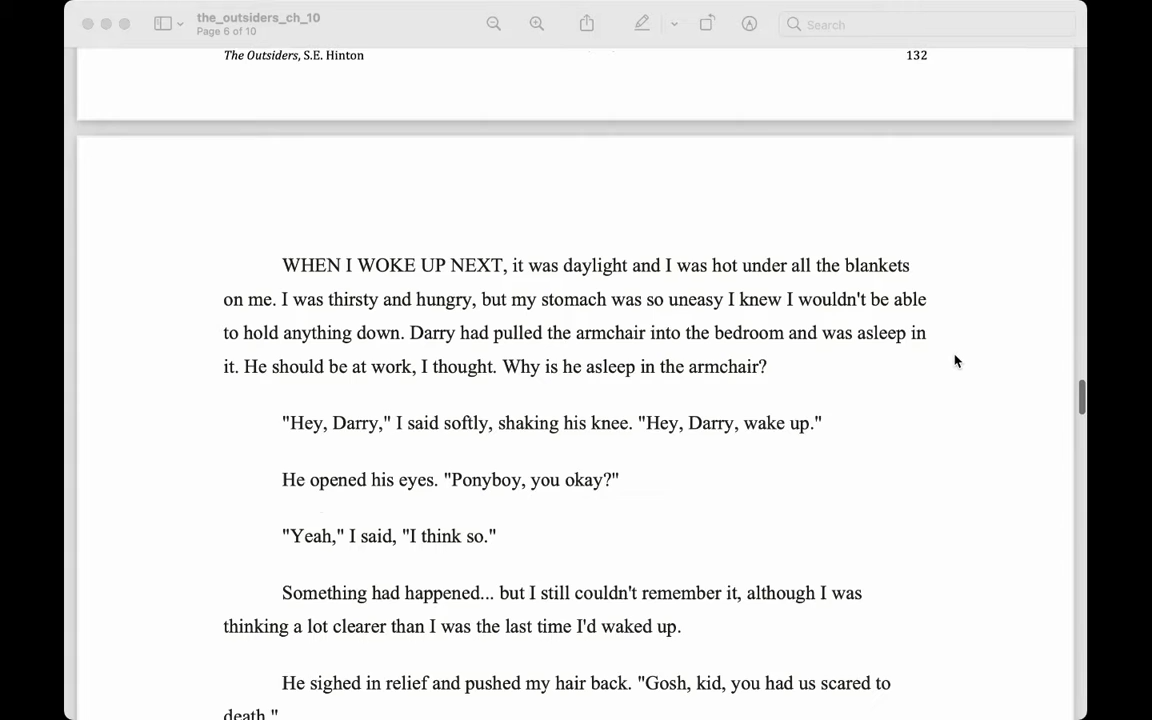 the_outsiders_ch_10
Page 6 of 10
Search
The Outsiders, S.E. Hinton 132
WHEN I WOKE UP NEXT, it was daylight and I was hot under all the blankets
on me. I was thirsty and hungry, but my stomach was so uneasy I knew I wouldn't be able
to hold anything down. Darry had pulled the armchair into the bedroom and was asleep in
it. He should be at work, I thought. Why is he asleep in the armchair?
"Hey, Darry," I said softly, shaking his knee. "Hey, Darry, wake up."
He opened his eyes. "Ponyboy, you okay?"
"Yeah," I said, "I think so."
Something had happened... but I still couldn't remember it, although I was
thinking a lot clearer than I was the last time I'd waked up.
He sighed in relief and pushed my hair back. "Gosh, kid, you had us scared to
death."